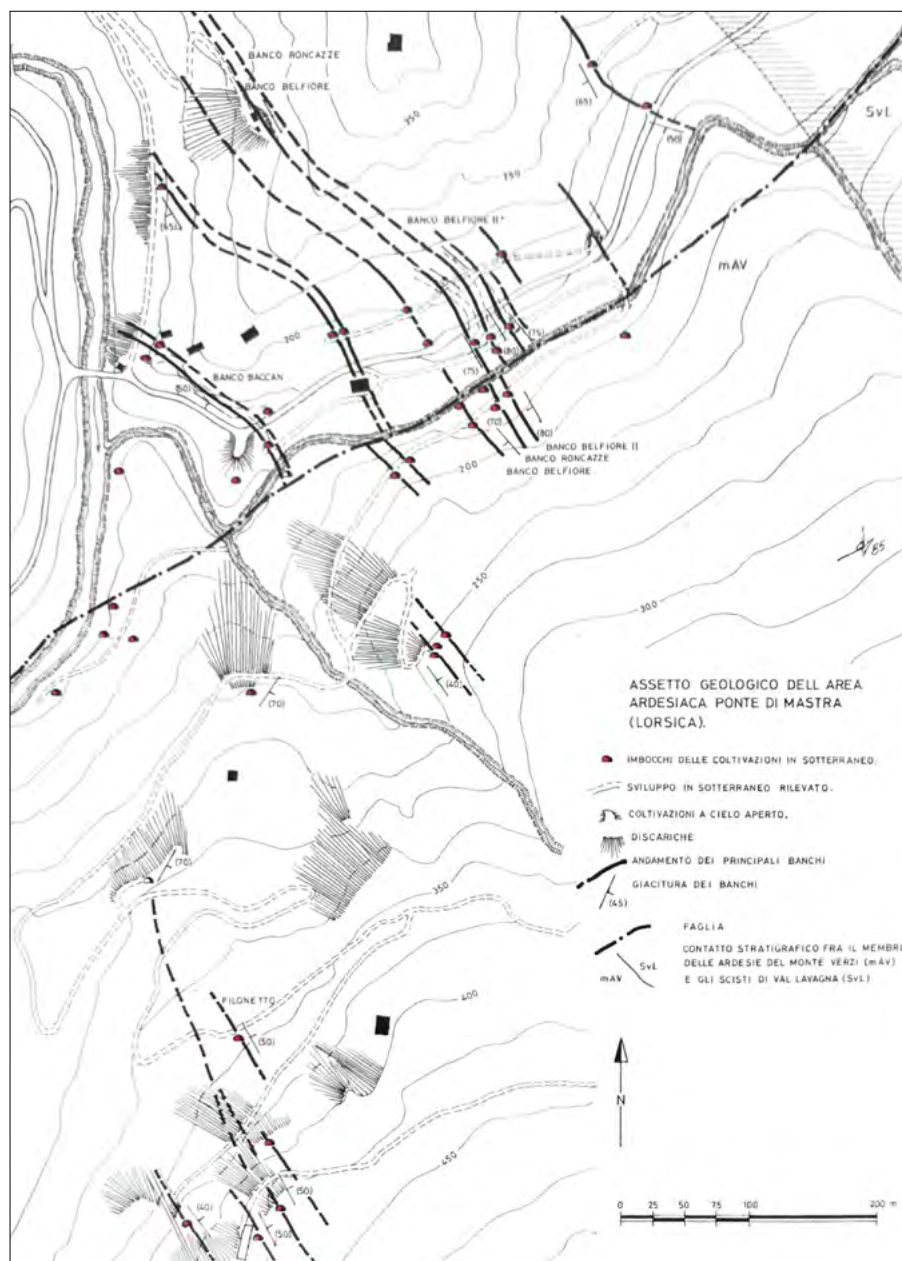 BANCO RONCAZZE
BANCO BELFIORE
350
(65)
(50)
SvL
350
BANCO BELFIORE II°
mAV
(65)
200
(75)
(80)
(75)
BANCO BACCAN
(50)
(70)
(80)
BANCO BELFIORE II
BANCO RONCAZZE
BANCO BELFIORE
200
85
250
300
(40)
(70)
ASSETTO GEOLOGICO DELL AREA
ARDESIACA PONTE DI MASTRA
(LORSICA).
IMBOCCHI DELLE COLTIVAZIONI IN SOTTERRANEO.
SVILUPPO IN SOTTERRANEO RILEVATO.
COLTIVAZIONI A CIELO APERTO.
DISCARICHE
ANDAMENTO DEI PRINCIPALI BANCHI
GIACITURA DEI BANCHI
(45)
FAGLIA
CONTATTO STRATIGRAFICO FRA IL MEMBRO
DELLE ARDESIE DEL MONTE VERZI (mAV)
E GLI SCISTI DI VAL LAVAGNA (SvL)
SvL
mAV
(70)
350
400
FILONETTO
(50)
450
(50)
(40)
(50)
N
0 25 50 75 100 200 m